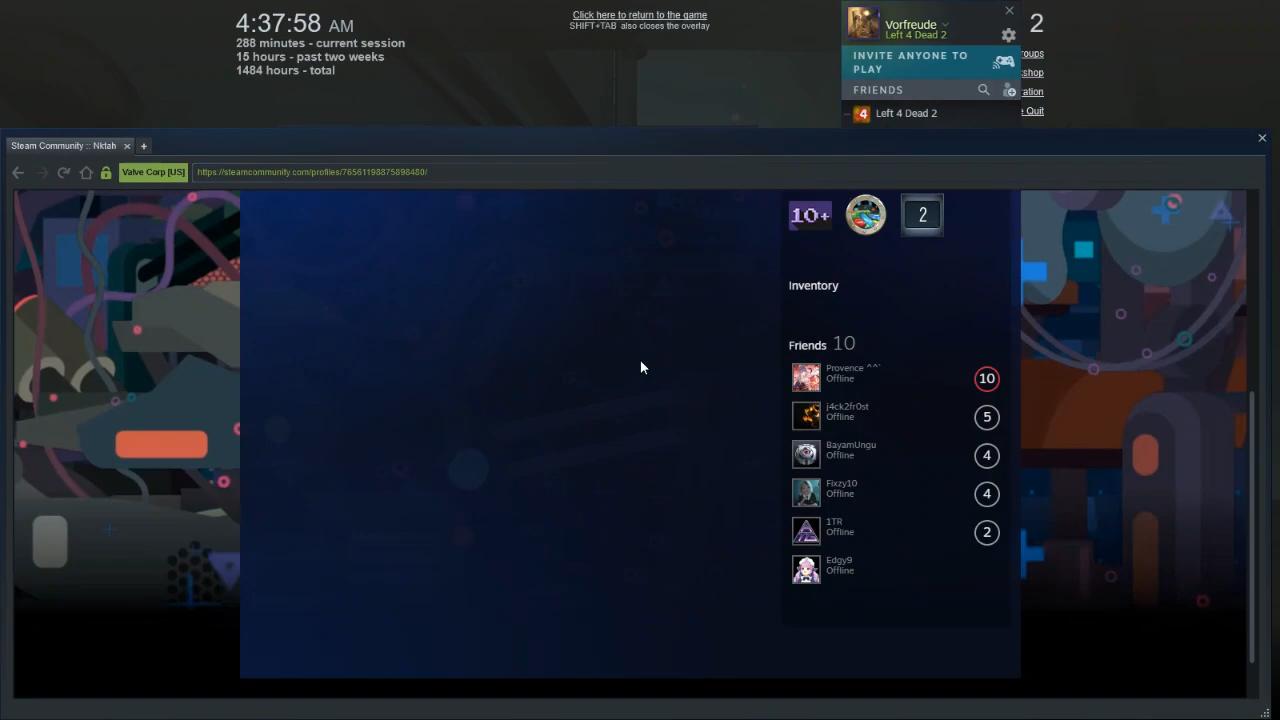 4:37:58 AM
288 minutes - current session
15 hours - past two weeks
1484 hours - total
Click here to return to the game
SHIFT+TAB also closes the overlay
Vorfreude
Left 4 Dead 2
INVITE ANYONE TO
PLAY
FRIENDS
4 Left 4 Dead 2
2
Quit
Steam Community :: Nktah
Valve Corp [US] https://steamcommunity.com/profiles/76561198875898480/
10+ 2
Inventory
Friends 10
Provence ^^'
Offline
10
j4ck2fr0st
Offline
5
BayamUngu
Offline
4
Fixzy10
Offline
4
1TR
Offline
2
Edgy9
Offline